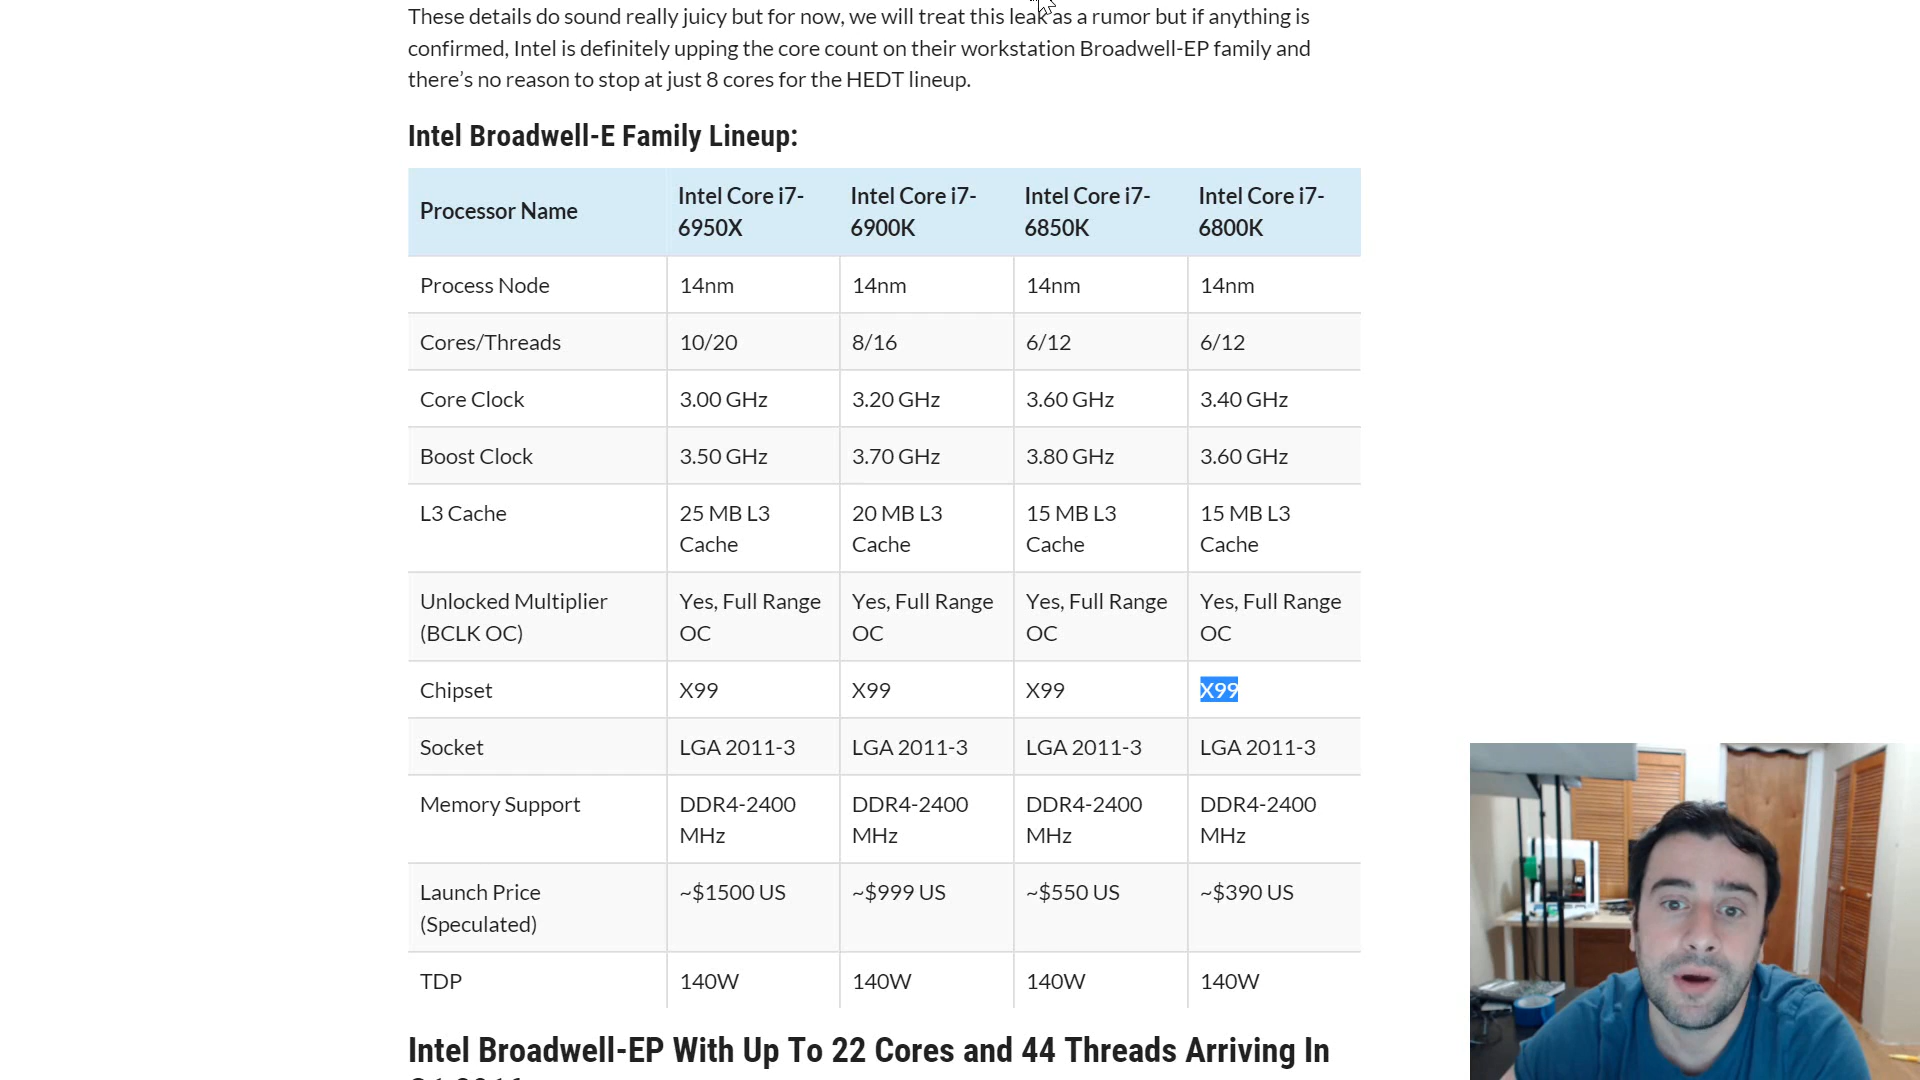 These details do sound really juicy but for now, we will treat this leak as a rumor but if anything is
confirmed, Intel is definitely upping the core count on their workstation Broadwell-EP family and
there’s no reason to stop at just 8 cores for the HEDT lineup.
Intel Broadwell-E Family Lineup:
Processor Name Intel Core i7-6950X Intel Core i7-6900K Intel Core i7-6850K Intel Core i7-6800K
Process Node 14nm 14nm 14nm 14nm
Cores/Threads 10/20 8/16 6/12 6/12
Core Clock 3.00 GHz 3.20 GHz 3.60 GHz 3.40 GHz
Boost Clock 3.50 GHz 3.70 GHz 3.80 GHz 3.60 GHz
L3 Cache 25 MB L3 Cache 20 MB L3 Cache 15 MB L3 Cache 15 MB L3 Cache
Unlocked Multiplier (BCLK OC) Yes, Full Range OC Yes, Full Range OC Yes, Full Range OC Yes, Full Range OC
Chipset X99 X99 X99 X99
Socket LGA 2011-3 LGA 2011-3 LGA 2011-3 LGA 2011-3
Memory Support DDR4-2400 MHz DDR4-2400 MHz DDR4-2400 MHz DDR4-2400 MHz
Launch Price (Speculated) ~$1500 US ~$999 US ~$550 US ~$390 US
TDP 140W 140W 140W 140W
Intel Broadwell-EP With Up To 22 Cores and 44 Threads Arriving In